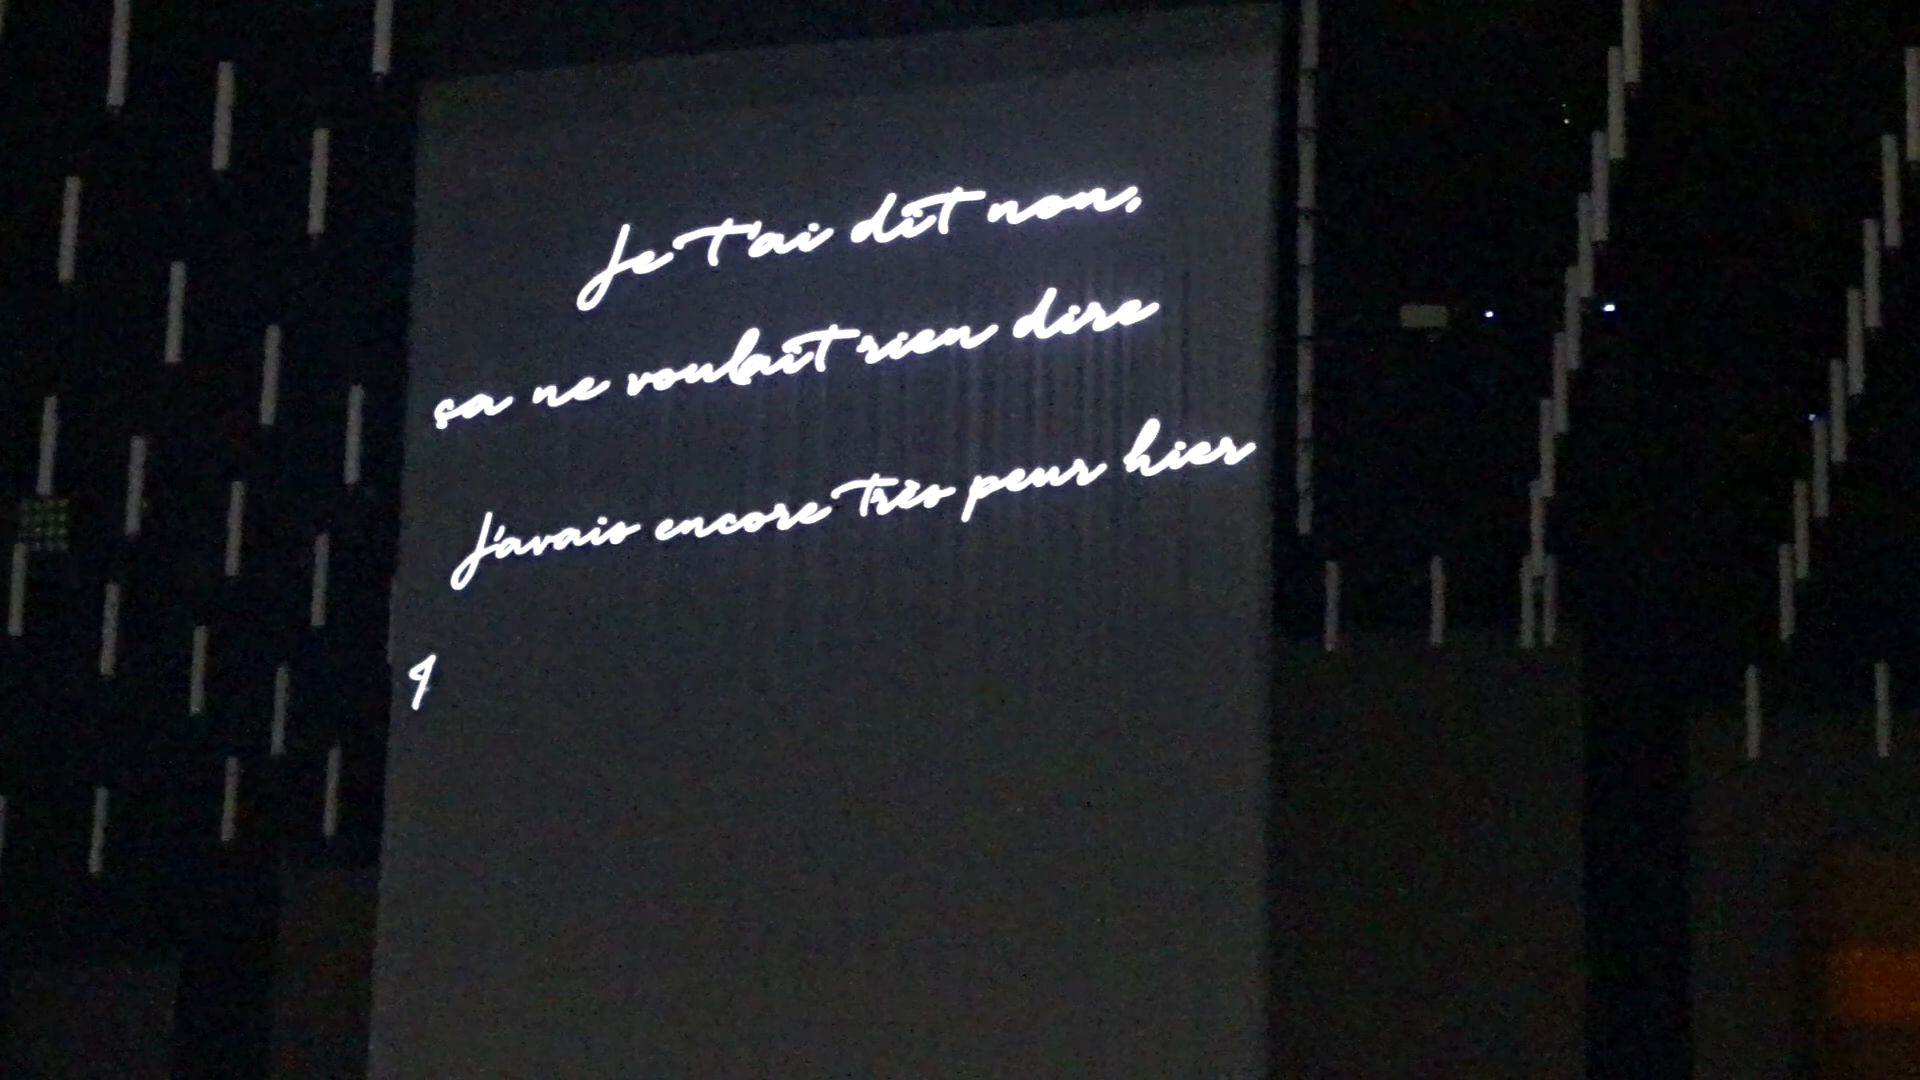 Je t'ai dit non,
ça ne voulait rien dire
J'avais encore très peur hier